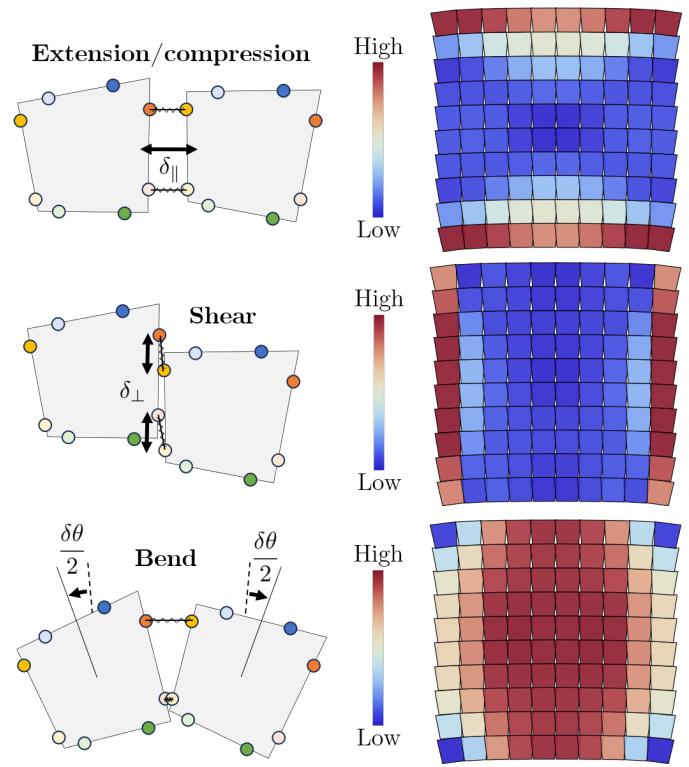 Extension/compression
δ∥
High
Low
Shear
δ⊥
High
Low
Bend
δθ
2
δθ
2
High
Low